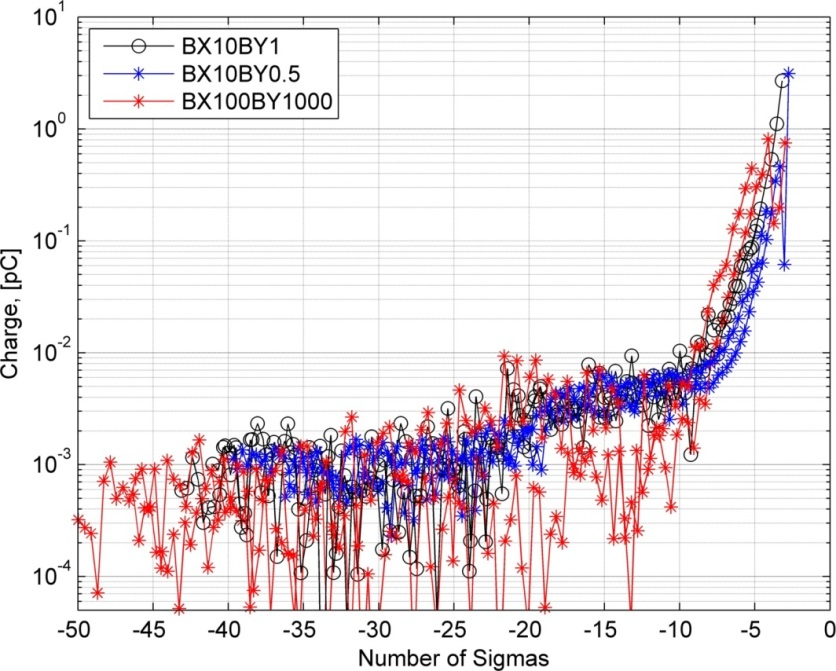 10^1
BX10BY1
BX10BY0.5
BX100BY1000
10^0
10^-1
Charge, [pC]
10^-2
10^-3
10^-4
-50 -45 -40 -35 -30 -25 -20 -15 -10 -5 0
Number of Sigmas